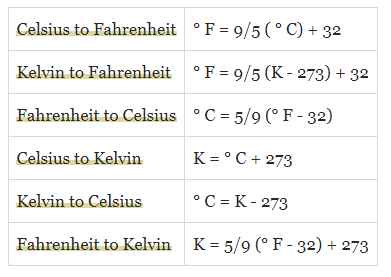 Celsius to Fahrenheit ° F = 9/5 ( ° C) + 32
Kelvin to Fahrenheit ° F = 9/5 (K - 273) + 32
Fahrenheit to Celsius ° C = 5/9 (° F - 32)
Celsius to Kelvin K = ° C + 273
Kelvin to Celsius ° C = K - 273
Fahrenheit to Kelvin K = 5/9 (° F - 32) + 273